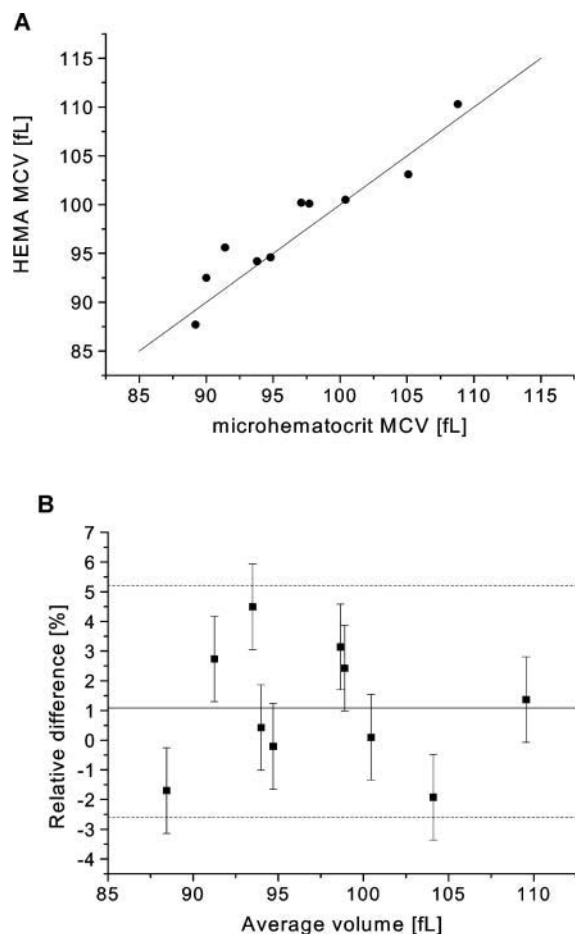 A
115
110
105
100
95
90
85
HEMA MCV [fL]
85 90 95 100 105 110 115
microhematocrit MCV [fL]
B
7
6
5
4
3
2
1
0
-1
-2
-3
-4
Relative difference [%]
85 90 95 100 105 110
Average volume [fL]